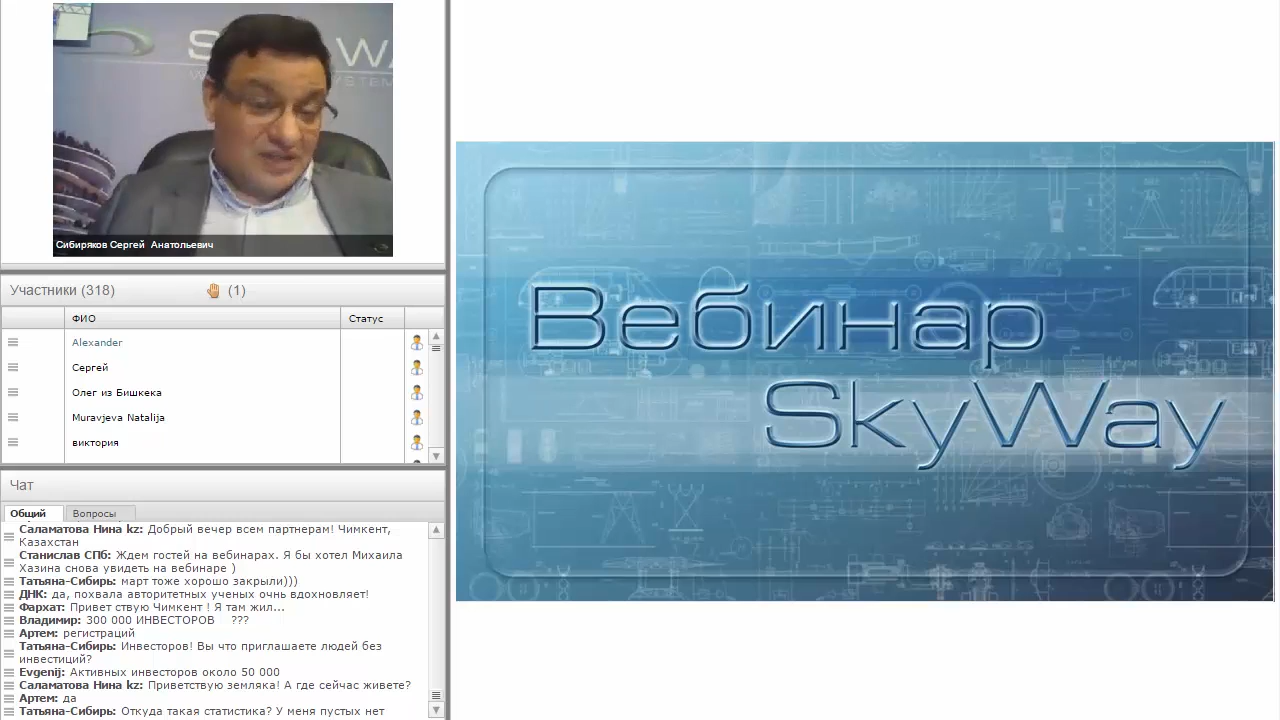 Сибиряков Сергей Анатольевич
Участники (318)
(1)
ФИО
Статус
Alexander
Сергей
Олег из Бишкека
Muravjeva Natalija
виктория
Чат
Общий
Вопросы
Саламатова Нина kz: Добрый вечер всем партнерам! Чимкент,
Казахстан
Станислав СПб: Ждем гостей на вебинарах. Я бы хотел Михаила
Хазина снова увидеть на вебинаре )
Татьяна-Сибирь: март тоже хорошо закрыли)))
ДНК: да, похвала авторитетных ученых очнь вдохновляет!
Фархат: Привет ствую Чимкент ! Я там жил...
Владимир: 300 000 ИНВЕСТОРОВ ???
Артем: регистраций
Татьяна-Сибирь: Инвесторов! Вы что приглашаете людей без
инвестиций?
Evgenij: Активных инвесторов около 50 000
Саламатова Нина kz: Приветствую земляка! А где сейчас живете?
Артем: да
Татьяна-Сибирь: Откуда такая статистика? У меня пустых нет
Вебинар
SkyWay